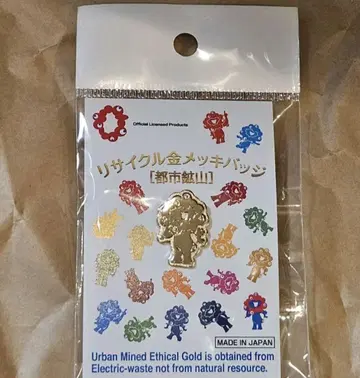 Official Licensed Products
リサイクル金メッキバッジ
[都市鉱山]
MADE IN JAPAN
Urban Mined Ethical Gold is obtained from
Electric-waste not from natural resource.